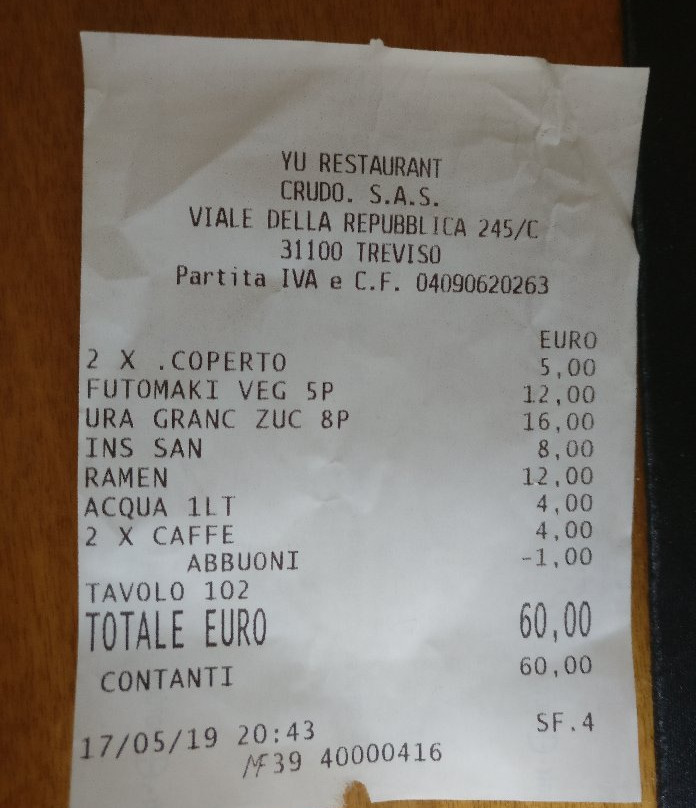 YU RESTAURANT
CRUDO. S.A.S.
VIALE DELLA REPUBBLICA 245/C
31100 TREVISO
Partita IVA e C.F. 04090620263
EURO
2 X .COPERTO 5,00
FUTOMAKI VEG 5P 12,00
URA GRANC ZUC 8P 16,00
INS SAN 8,00
RAMEN 12,00
ACQUA 1LT 4,00
2 X CAFFE 4,00
ABBUONI -1,00
TAVOLO 102
TOTALE EURO 60,00
CONTANTI 60,00
17/05/19 20:43 SF.4
MF39 40000416